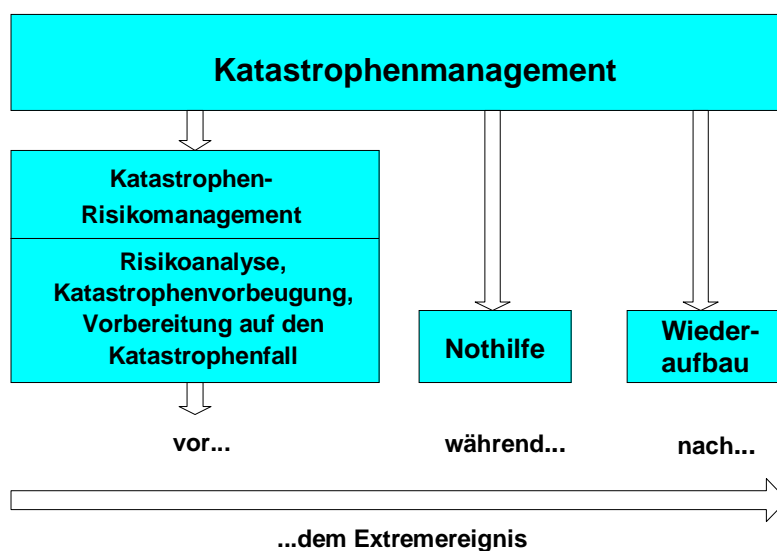 Katastrophenmanagement
Katastrophen-
Risikomanagement
Risikoanalyse,
Katastrophenvorbeugung,
Vorbereitung auf den
Katastrophenfall
Nothilfe
Wieder-
aufbau
vor...
während...
nach...
...dem Extremereignis